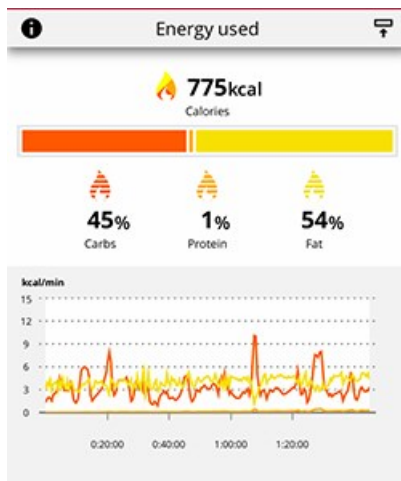 Energy used
775kcal
Calories
45% 1% 54%
Carbs Protein Fat
kcal/min
15
12
9
6
3
0
0:20:00 0:40:00 1:00:00 1:20:00